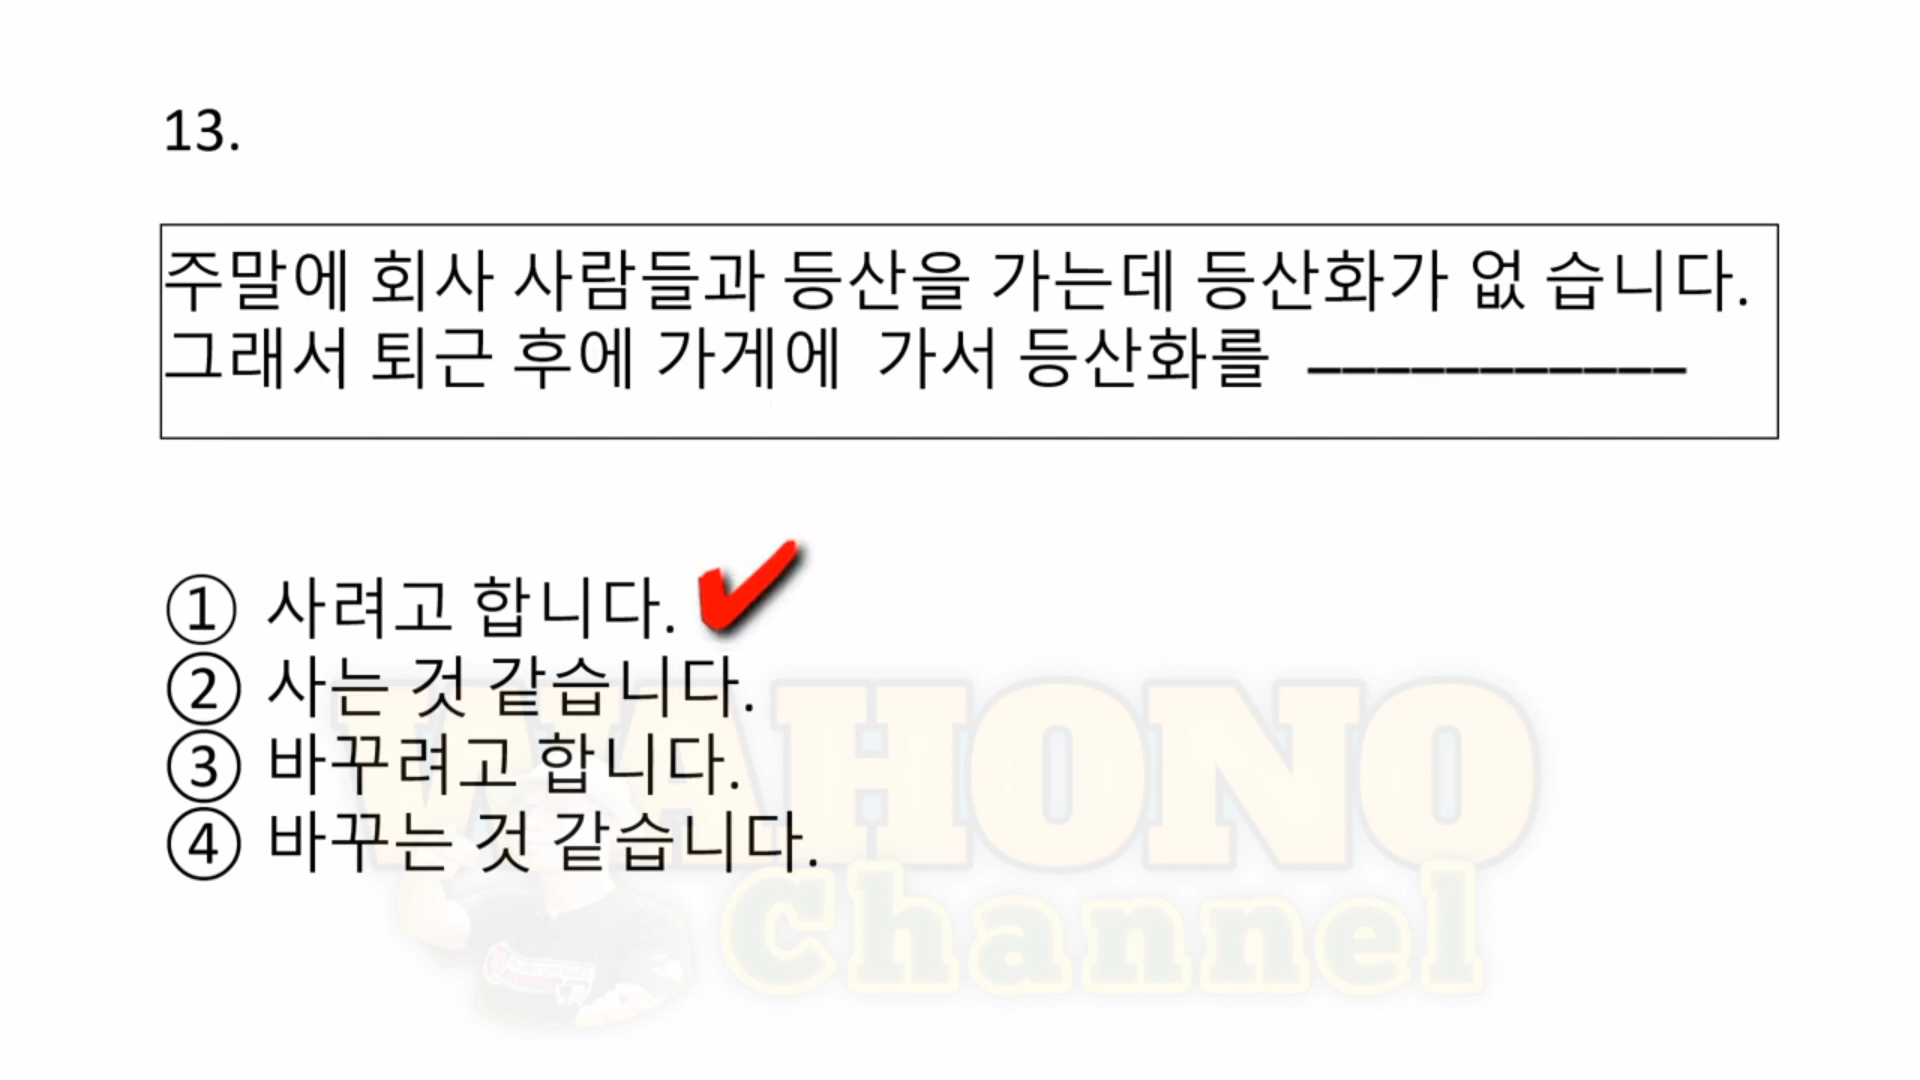 13.
주말에 회사 사람들과 등산을 가는데 등산화가 없 습니다.
그래서 퇴근 후에 가게에 가서 등산화를 ___________
① 사려고 합니다.
② 사는 것 같습니다.
③ 바꾸려고 합니다.
④ 바꾸는 것 같습니다.
WAHONO
Channel